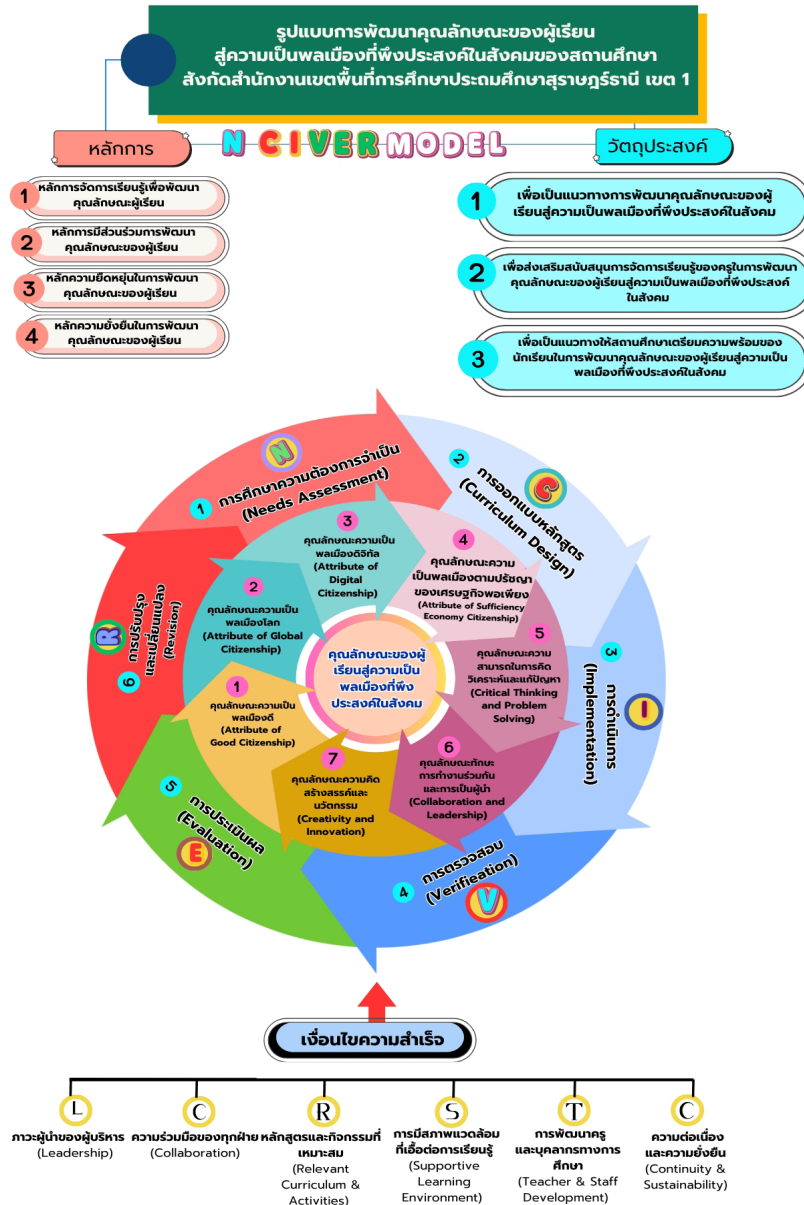 รูปแบบการพัฒนาคุณลักษณะของผู้เรียน
สู่ความเป็นพลเมืองที่พึงประสงค์ในสังคมของสถานศึกษา
สังกัดสำนักงานเขตพื้นที่การศึกษาประถมศึกษาสุราษฎร์ธานี เขต 1
หลักการ
N CIVER MODEL
วัตถุประสงค์
1
หลักการจัดการเรียนรู้เพื่อพัฒนา
คุณลักษณะผู้เรียน
2
หลักการมีส่วนร่วมการพัฒนา
คุณลักษณะของผู้เรียน
3
หลักความยืดหยุ่นในการพัฒนา
คุณลักษณะของผู้เรียน
4
หลักความยั่งยืนในการพัฒนา
คุณลักษณะของผู้เรียน
1
เพื่อเป็นแนวทางการพัฒนาคุณลักษณะของผู้
เรียนสู่ความเป็นพลเมืองที่พึงประสงค์ในสังคม
2
เพื่อส่งเสริมสนับสนุนการจัดการเรียนรู้ของครูในการพัฒนา
คุณลักษณะของผู้เรียนสู่ความเป็นพลเมืองที่พึงประสงค์
ในสังคม
3
เพื่อเป็นแนวทางให้สถานศึกษาเตรียมความพร้อมของ
นักเรียนในการพัฒนาคุณลักษณะของผู้เรียนสู่ความเป็น
พลเมืองที่พึงประสงค์ในสังคม
N
1
การศึกษาความต้องการจำเป็น
(Needs Assessment)
C
2
การออกแบบหลักสูตร
(Curriculum Design)
I
3
การดำเนินการ
(Implementation)
V
4
การตรวจสอบ
(Verifieation)
E
5
การประเมินผล
(Evaluation)
R
6
การปรับปรุง
และเปลี่ยนแปลง
(Revision)
1
คุณลักษณะความเป็น
พลเมืองดี
(Attribute of
Good Citizenship)
2
คุณลักษณะความเป็น
พลเมืองโลก
(Attribute of Global
Citizenship)
3
คุณลักษณะความเป็น
พลเมืองดิจิทัล
(Attribute of
Digital
Citizenship)
4
คุณลักษณะความ
เป็นพลเมืองตามปรัชญา
ของเศรษฐกิจพอเพียง
(Attribute of Sufficiency
Economy Citizenship)
5
คุณลักษณะความ
สามารถในการคิด
วิเคราะห์และแก้ปัญหา
(Critical Thinking
and Problem
Solving)
6
คุณลักษณะทักษะ
การทำงานร่วมกัน
และการเป็นผู้นำ
(Collaboration and
Leadership)
7
คุณลักษณะความคิด
สร้างสรรค์และ
นวัตกรรม
(Creativity and
Innovation)
คุณลักษณะของผู้
เรียนสู่ความเป็น
พลเมืองที่พึง
ประสงค์ในสังคม
เงื่อนไขความสำเร็จ
L
ภาวะผู้นำของผู้บริหาร
(Leadership)
C
ความร่วมมือของทุกฝ่าย
(Collaboration)
R
หลักสูตรและกิจกรรมที่
เหมาะสม
(Relevant
Curriculum &
Activities)
S
การมีสภาพแวดล้อม
ที่เอื้อต่อการเรียนรู้
(Supportive
Learning
Environment)
T
การพัฒนาครู
และบุคลากรทางการ
ศึกษา
(Teacher & Staff
Development)
C
ความต่อเนื่อง
และความยั่งยืน
(Continuity &
Sustainability)